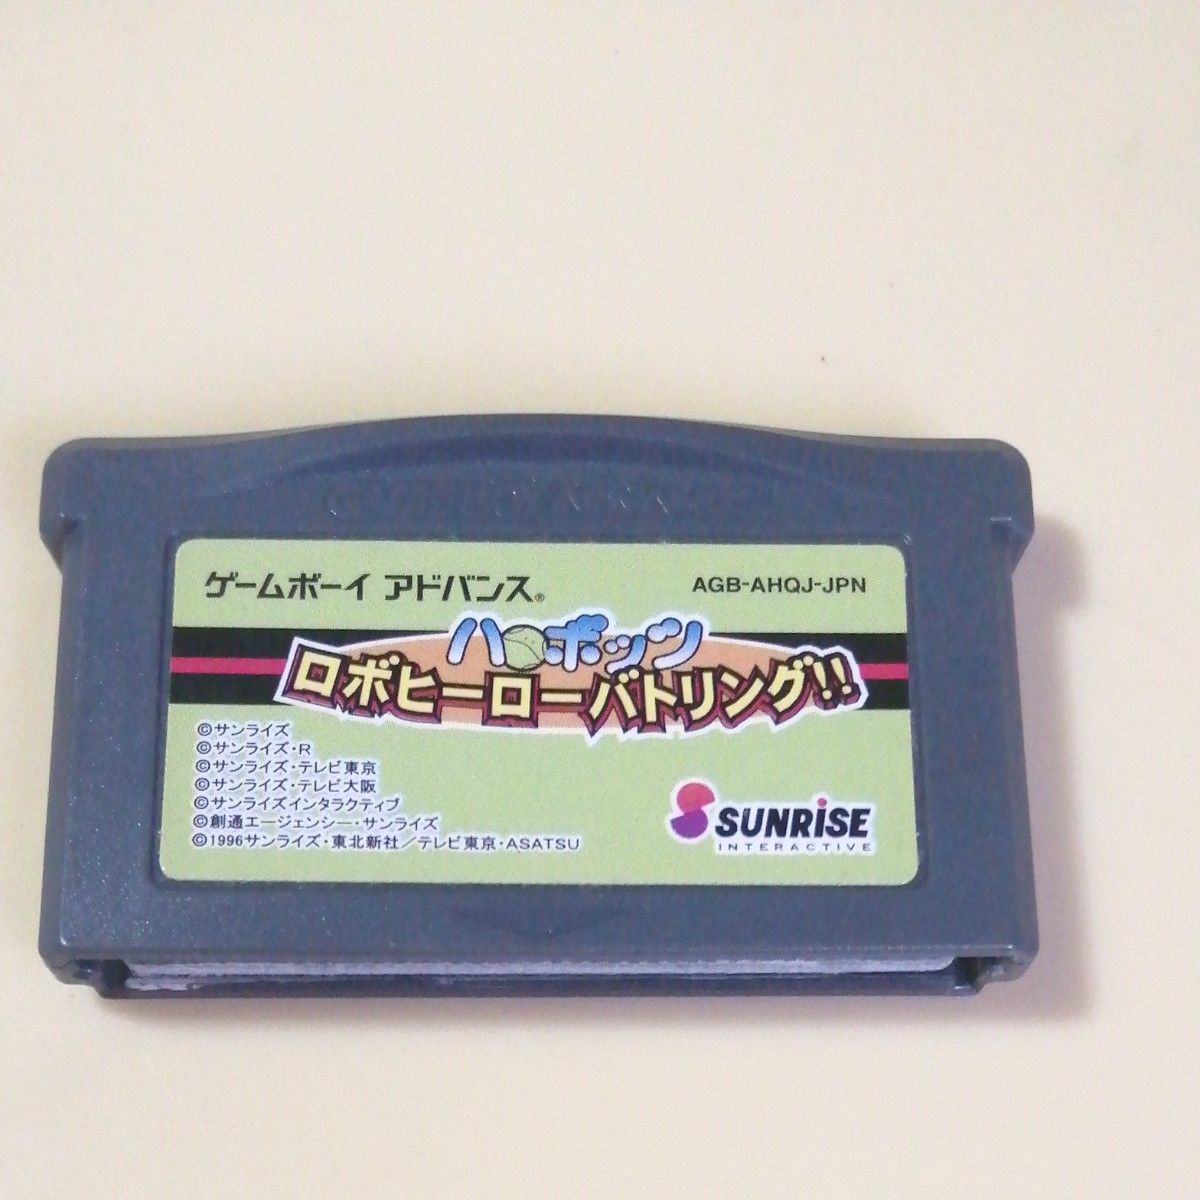 ゲームボーイ アドバンス®
AGB-AHQJ-JPN
ハロボッツ
ロボヒーローバトリング!!
©サンライズ
©サンライズ・R
©サンライズ・テレビ東京
©サンライズ・テレビ大阪
©サンライズインタラクティブ
©創通エージェンシー・サンライズ
©1996サンライズ・東北新社／テレビ東京・ASATSU
SUNRiSE
INTERACTIVE